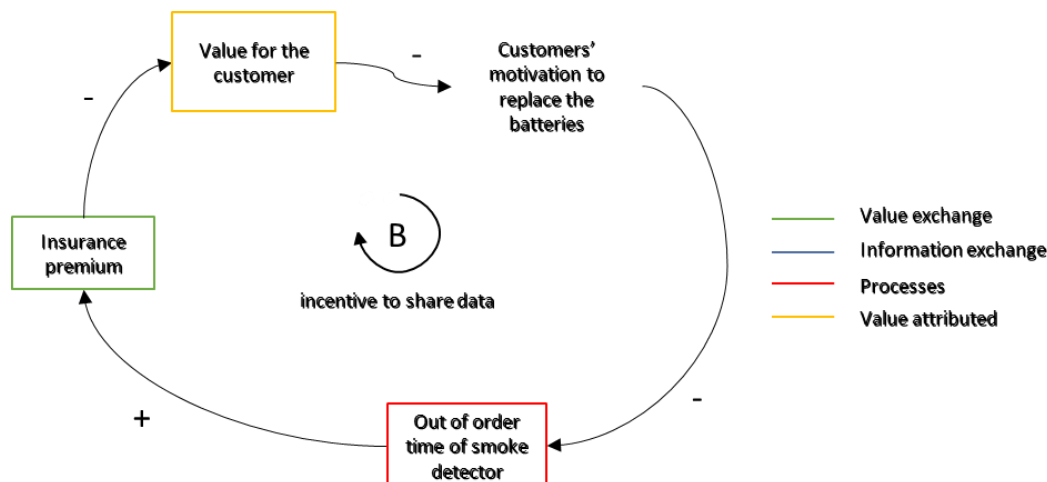 Value for the
customer
-
Customers'
motivation to
replace the
batteries
-
Insurance
premium
B
incentive to share data
Value exchange
Information exchange
Processes
Value attributed
+
-
Out of order
time of smoke
detector